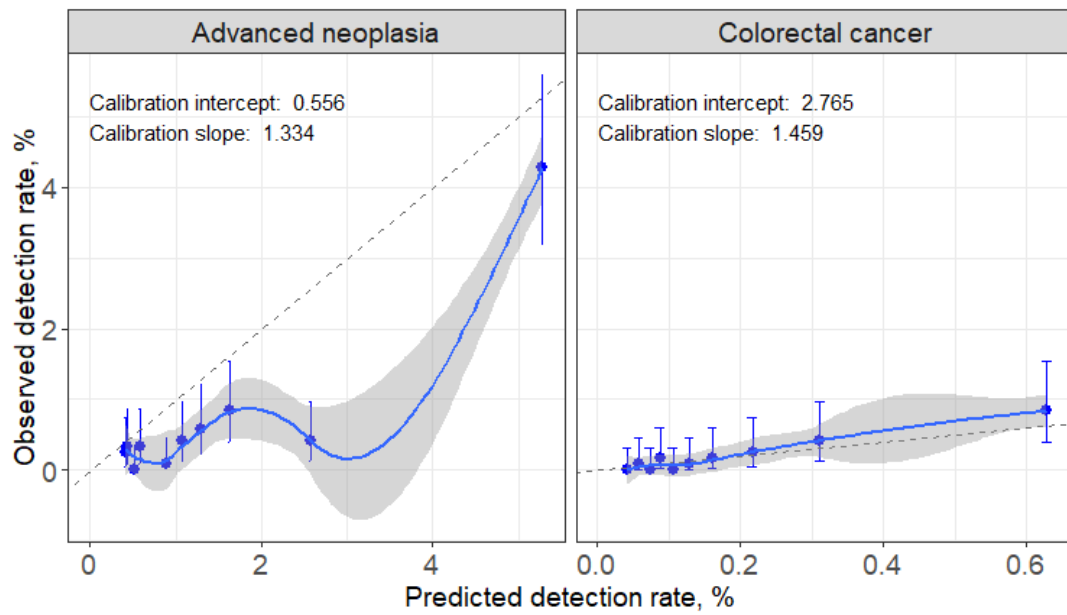 Advanced neoplasia
Colorectal cancer
Calibration intercept: 0.556
Calibration slope: 1.334
Calibration intercept: 2.765
Calibration slope: 1.459
Observed detection rate, %
4
2
0
0 2 4
0.0 0.2 0.4 0.6
Predicted detection rate, %